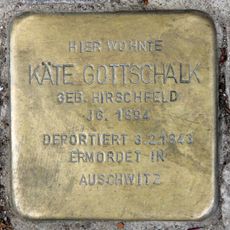 HIER WOHNTE
KÄTE GOTTSCHALK
GEB. HIRSCHFELD
JG. 1894
DEPORTIERT 3.2.1943
ERMORDET IN
AUSCHWITZ